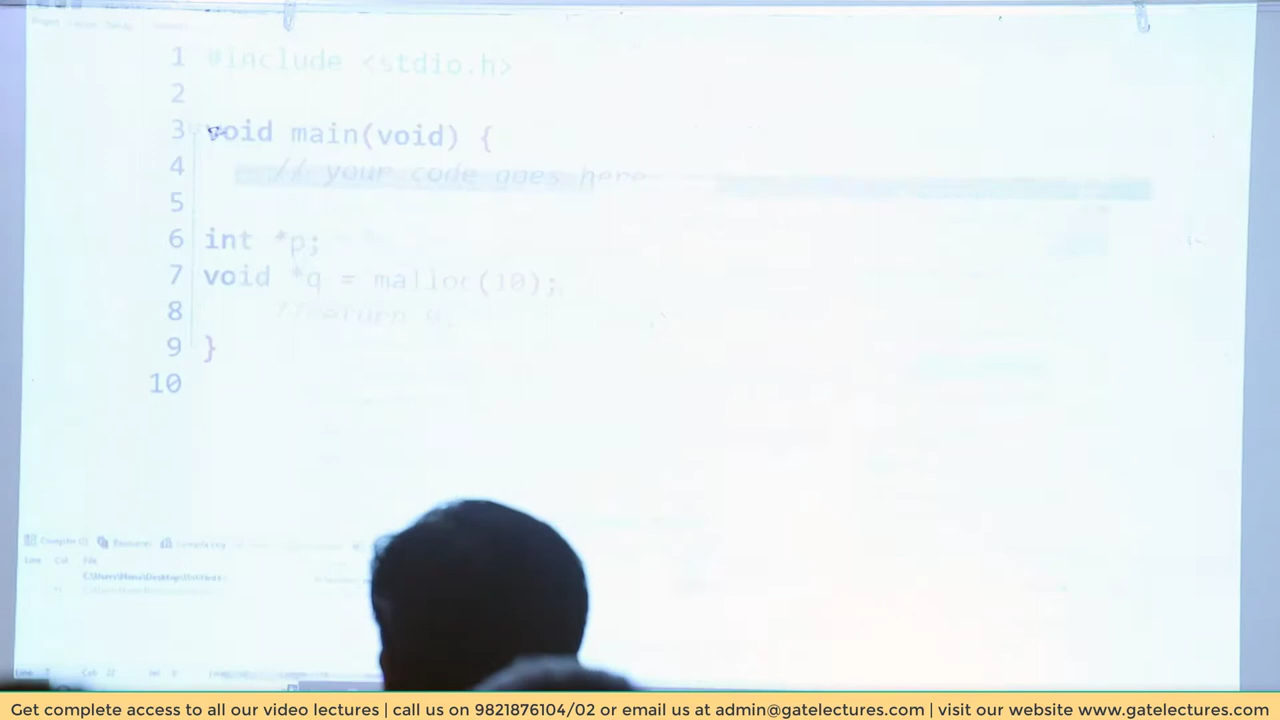 1 #include <stdio.h>
2
3 void main(void) {
4 // your code goes here
5
6 int *p;
7 void *q = malloc(10);
8 //return 0;
9 }
10
Get complete access to all our video lectures | call us on 9821876104/02 or email us at admin@gatelectures.com | visit our website www.gatelectures.com